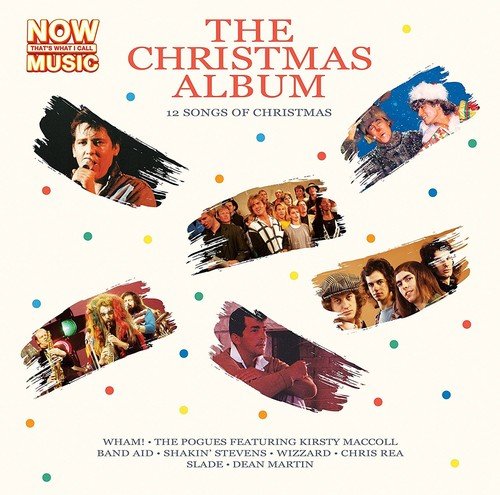 NOW
THAT'S WHAT I CALL
MUSIC
THE
CHRISTMAS
ALBUM
12 SONGS OF CHRISTMAS
WHAM! • THE POGUES FEATURING KIRSTY MACCOLL
BAND AID • SHAKIN' STEVENS • WIZZARD • CHRIS REA
SLADE • DEAN MARTIN